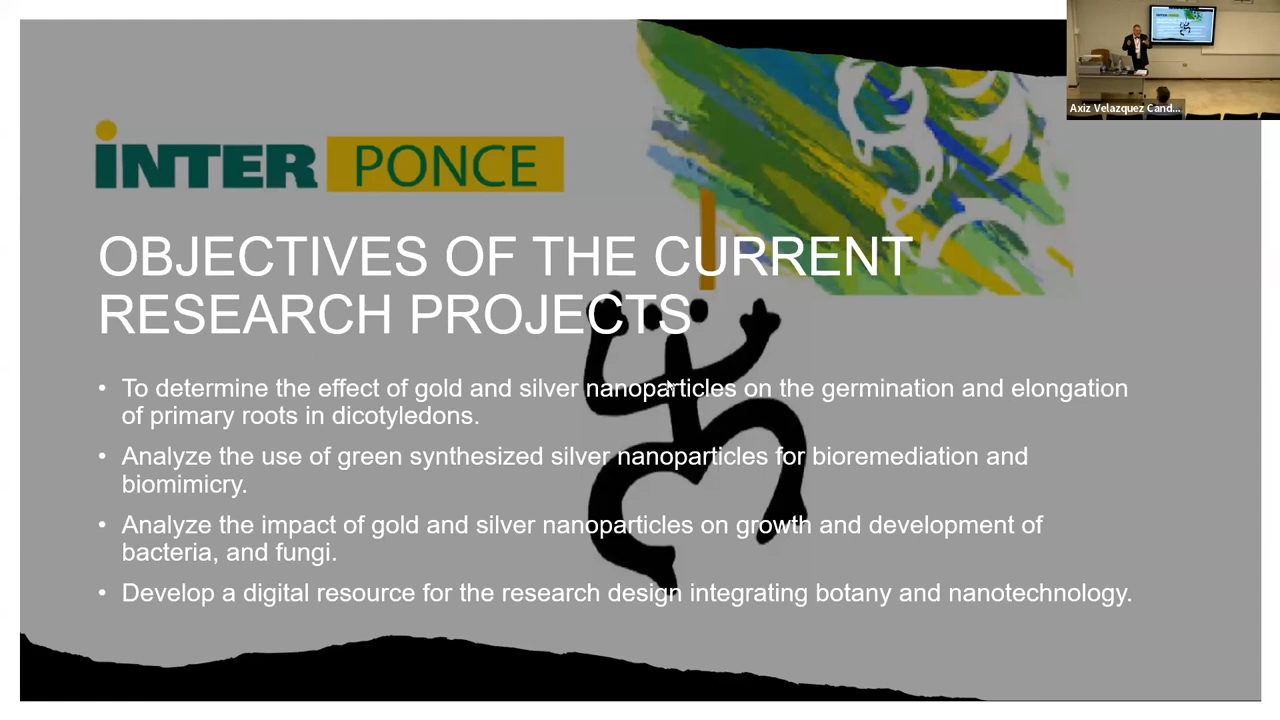 iNTER PONCE
OBJECTIVES OF THE CURRENT
RESEARCH PROJECTS
• To determine the effect of gold and silver nanoparticles on the germination and elongation
of primary roots in dicotyledons.
• Analyze the use of green synthesized silver nanoparticles for bioremediation and
biomimicry.
• Analyze the impact of gold and silver nanoparticles on growth and development of
bacteria, and fungi.
• Develop a digital resource for the research design integrating botany and nanotechnology.
Axiz Velazquez Cand...